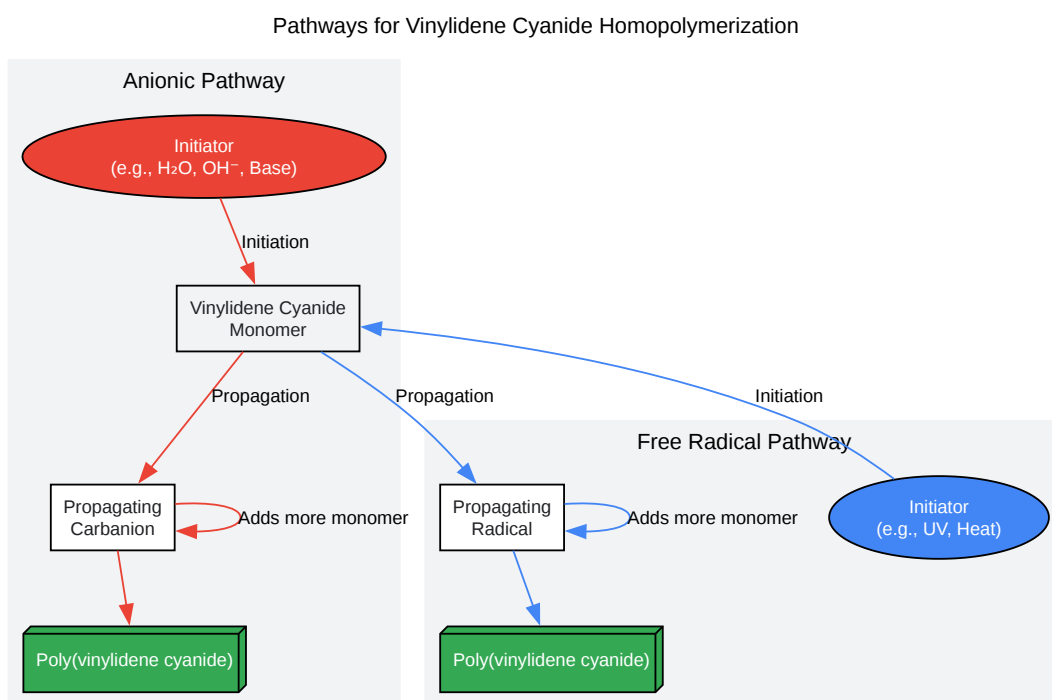 Pathways for Vinylidene Cyanide Homopolymerization
Anionic Pathway
Initiator
(e.g., H₂O, OH⁻, Base)
Initiation
Vinylidene Cyanide
Monomer
Propagation
Propagation
Initiation
Free Radical Pathway
Propagating
Carbanion
Adds more monomer
Propagating
Radical
Adds more monomer
Initiator
(e.g., UV, Heat)
Poly(vinylidene cyanide)
Poly(vinylidene cyanide)